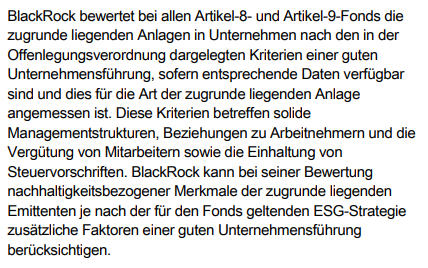 BlackRock bewertet bei allen Artikel-8- und Artikel-9-Fonds die
zugrunde liegenden Anlagen in Unternehmen nach den in der
Offenlegungsverordnung dargelegten Kriterien einer guten
Unternehmensführung, sofern entsprechende Daten verfügbar
sind und dies für die Art der zugrunde liegenden Anlage
angemessen ist. Diese Kriterien betreffen solide
Managementstrukturen, Beziehungen zu Arbeitnehmern und die
Vergütung von Mitarbeitern sowie die Einhaltung von
Steuervorschriften. BlackRock kann bei seiner Bewertung
nachhaltigkeitsbezogener Merkmale der zugrunde liegenden
Emittenten je nach der für den Fonds geltenden ESG-Strategie
zusätzliche Faktoren einer guten Unternehmensführung
berücksichtigen.